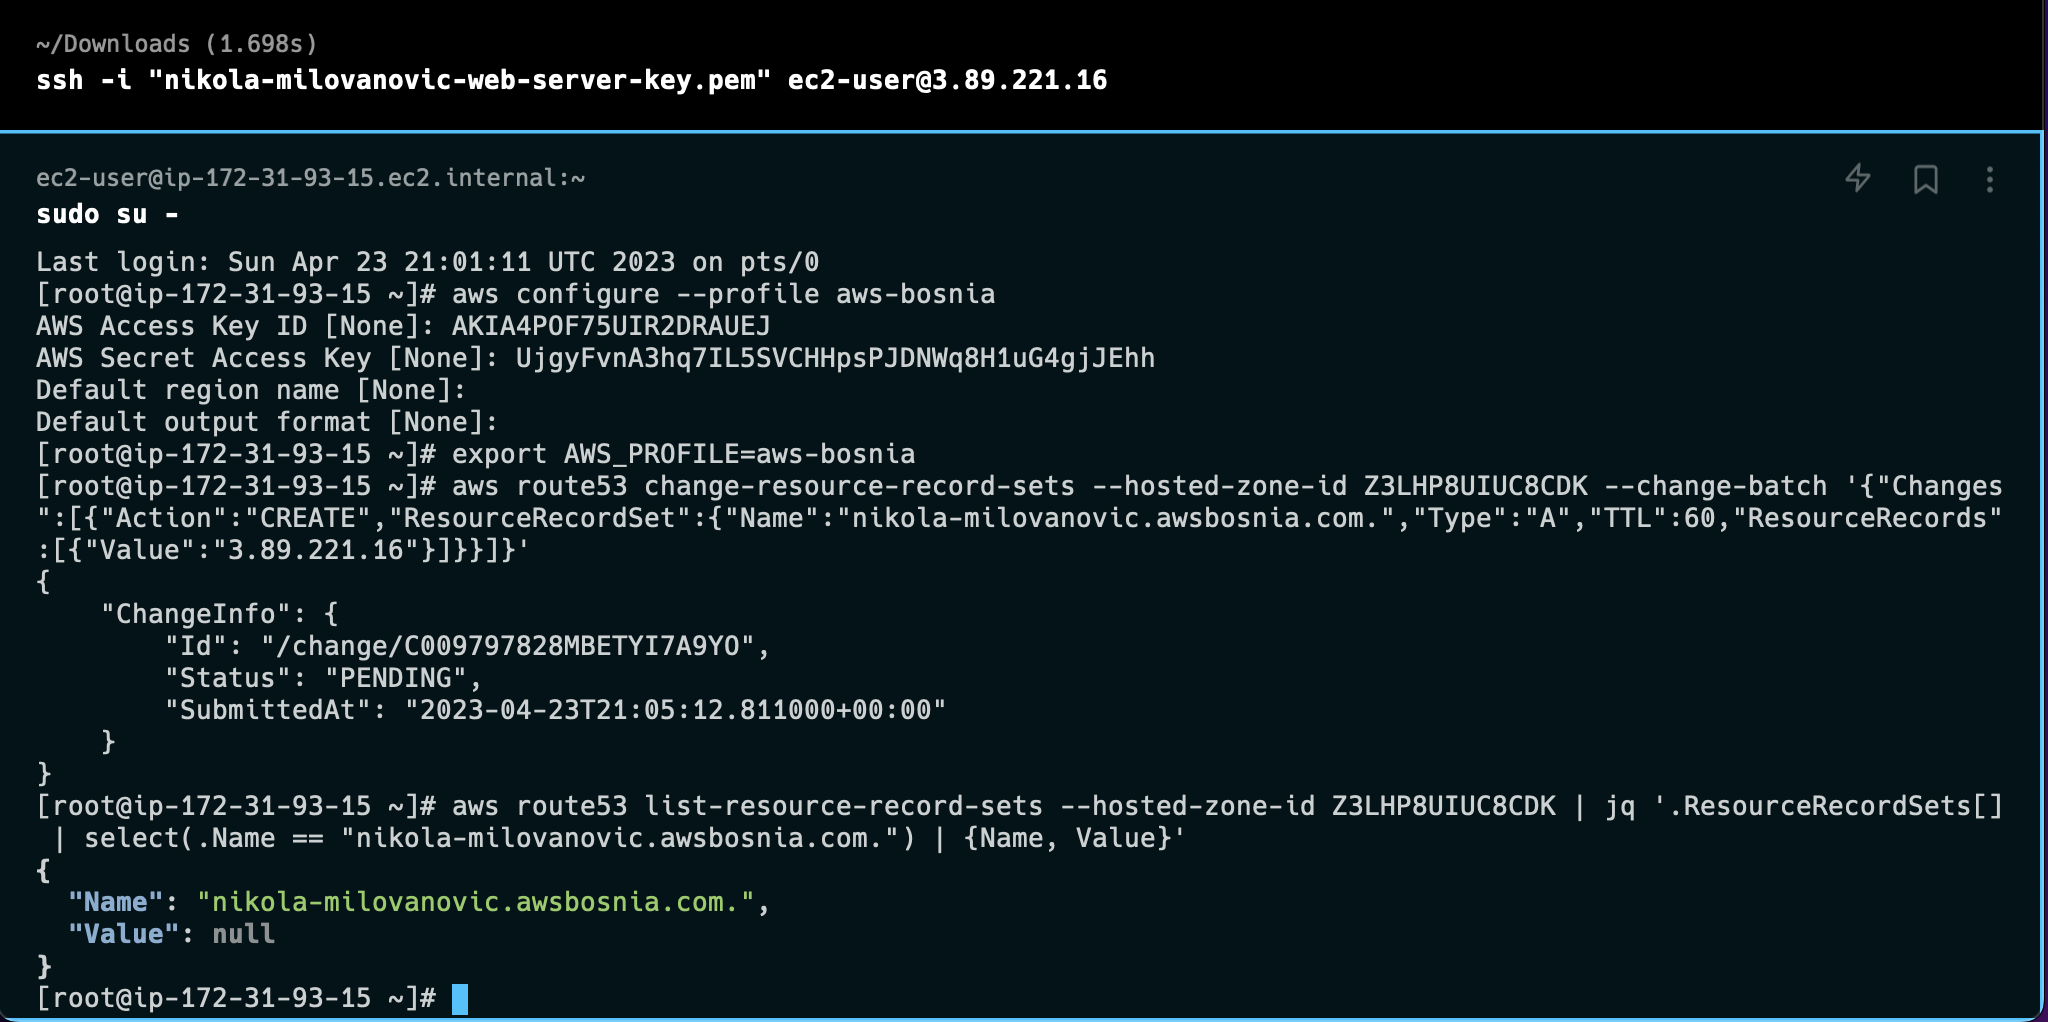 ~/Downloads (1.698s)
ssh -i "nikola-milovanovic-web-server-key.pem" ec2-user@3.89.221.16
ec2-user@ip-172-31-93-15.ec2.internal:~
sudo su -
Last login: Sun Apr 23 21:01:11 UTC 2023 on pts/0
[root@ip-172-31-93-15 ~]# aws configure --profile aws-bosnia
AWS Access Key ID [None]: AKIA4POF75UIR2DRAUEJ
AWS Secret Access Key [None]: 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
Default region name [None]:
Default output format [None]:
[root@ip-172-31-93-15 ~]# export AWS_PROFILE=aws-bosnia
[root@ip-172-31-93-15 ~]# aws route53 change-resource-record-sets --hosted-zone-id Z3LHP8UIUC8CDK --change-batch '{"Changes
":[{"Action":"CREATE","ResourceRecordSet":{"Name":"nikola-milovanovic.awsbosnia.com.","Type":"A","TTL":60,"ResourceRecords"
:[{"Value":"3.89.221.16"}]}}]}'
{
    "ChangeInfo": {
        "Id": "/change/C009797828MBETYI7A9YO",
        "Status": "PENDING",
        "SubmittedAt": "2023-04-23T21:05:12.811000+00:00"
    }
}
[root@ip-172-31-93-15 ~]# aws route53 list-resource-record-sets --hosted-zone-id Z3LHP8UIUC8CDK | jq '.ResourceRecordSets[]
 | select(.Name == "nikola-milovanovic.awsbosnia.com.") | {Name, Value}'
{
  "Name": "nikola-milovanovic.awsbosnia.com.",
  "Value": null
}
[root@ip-172-31-93-15 ~]#